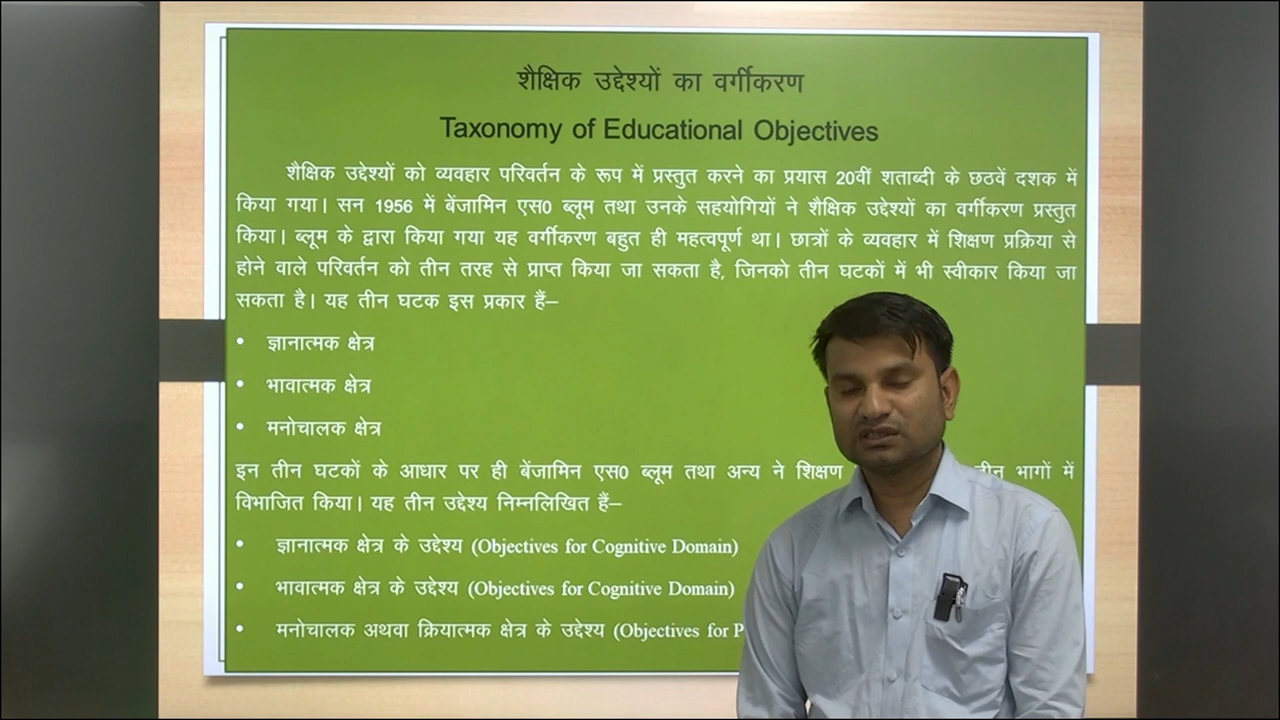 शैक्षिक उद्देश्यों का वर्गीकरण
Taxonomy of Educational Objectives
शैक्षिक उद्देश्यों को व्यवहार परिवर्तन के रूप में प्रस्तुत करने का प्रयास 20वीं शताब्दी के छठवें दशक में
किया गया। सन 1956 में बेंजामिन एस0 ब्लूम तथा उनके सहयोगियों ने शैक्षिक उद्देश्यों का वर्गीकरण प्रस्तुत
किया। ब्लूम के द्वारा किया गया यह वर्गीकरण बहुत ही महत्वपूर्ण था। छात्रों के व्यवहार में शिक्षण प्रक्रिया से
होने वाले परिवर्तन को तीन तरह से प्राप्त किया जा सकता है, जिनको तीन घटकों में भी स्वीकार किया जा
सकता है। यह तीन घटक इस प्रकार हैं–
• ज्ञानात्मक क्षेत्र
• भावात्मक क्षेत्र
• मनोचालक क्षेत्र
इन तीन घटकों के आधार पर ही बेंजामिन एस0 ब्लूम तथा अन्य ने शिक्षण तीन भागों में
विभाजित किया। यह तीन उद्देश्य निम्नलिखित हैं–
• ज्ञानात्मक क्षेत्र के उद्देश्य (Objectives for Cognitive Domain)
• भावात्मक क्षेत्र के उद्देश्य (Objectives for Cognitive Domain)
• मनोचालक अथवा क्रियात्मक क्षेत्र के उद्देश्य (Objectives for